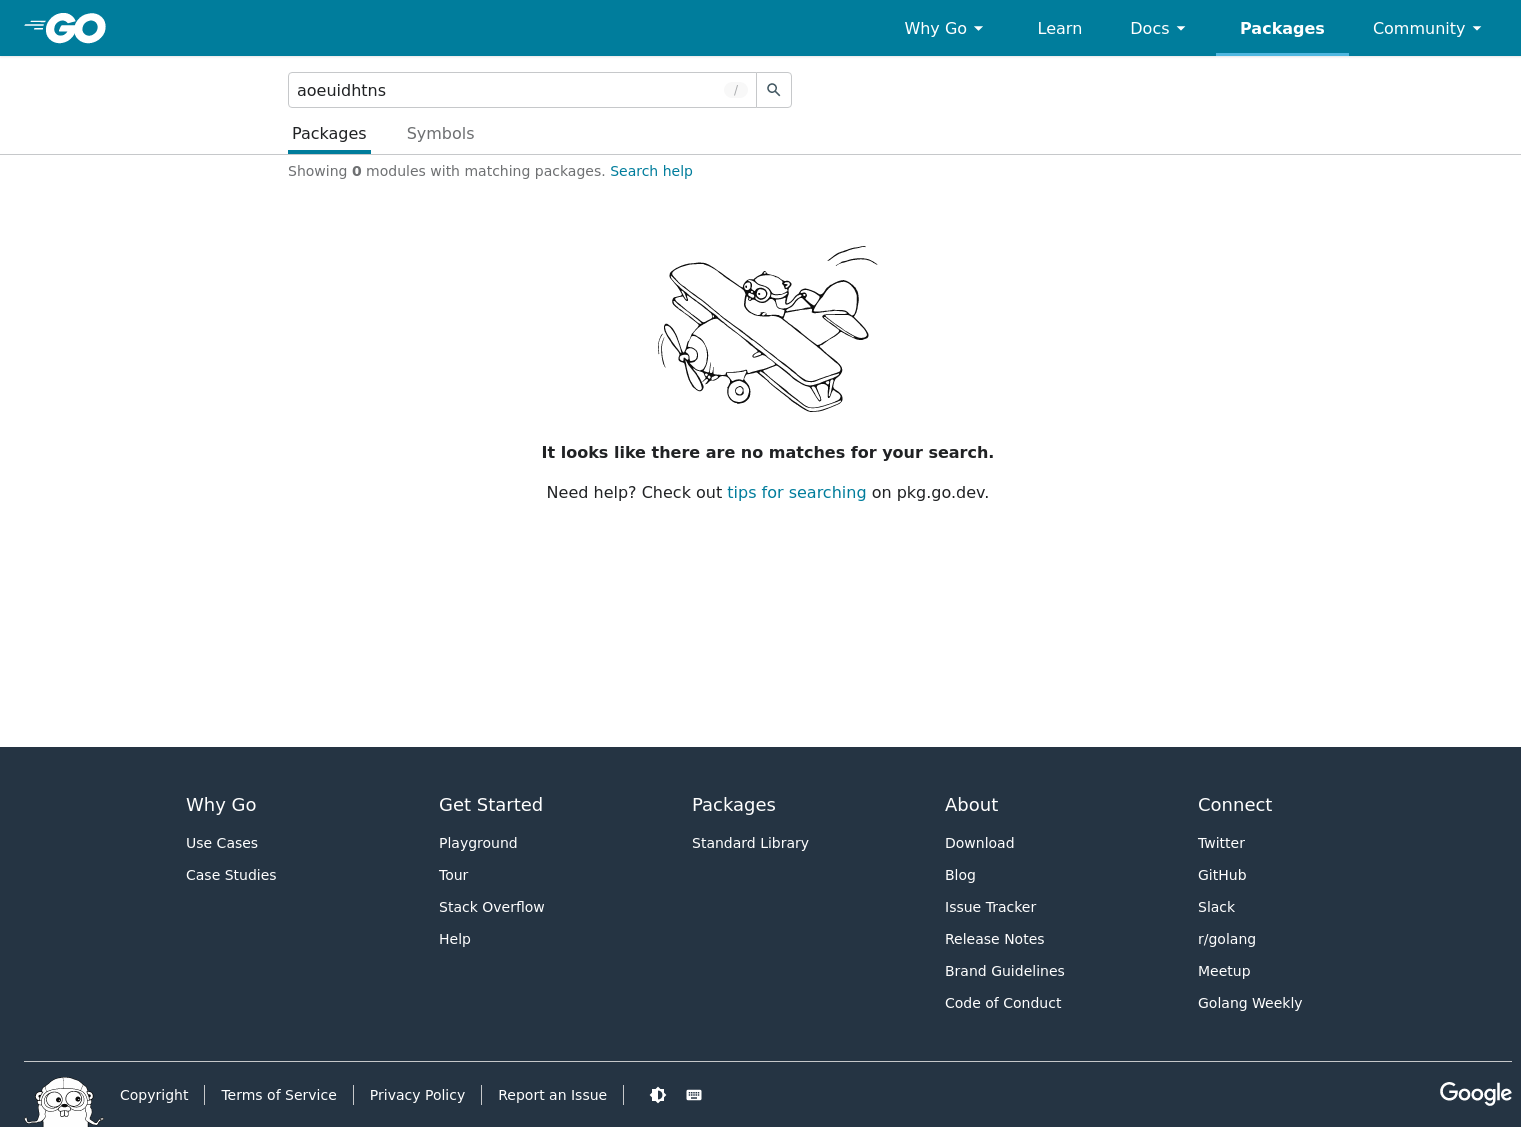 GO
Why Go
Learn
Docs
Packages
Community
aoeuidhtns
/
Packages
Symbols
Showing 0 modules with matching packages. Search help
It looks like there are no matches for your search.
Need help? Check out tips for searching on pkg.go.dev.
Why Go
Use Cases
Case Studies
Get Started
Playground
Tour
Stack Overflow
Help
Packages
Standard Library
About
Download
Blog
Issue Tracker
Release Notes
Brand Guidelines
Code of Conduct
Connect
Twitter
GitHub
Slack
r/golang
Meetup
Golang Weekly
Copyright
Terms of Service
Privacy Policy
Report an Issue
Google